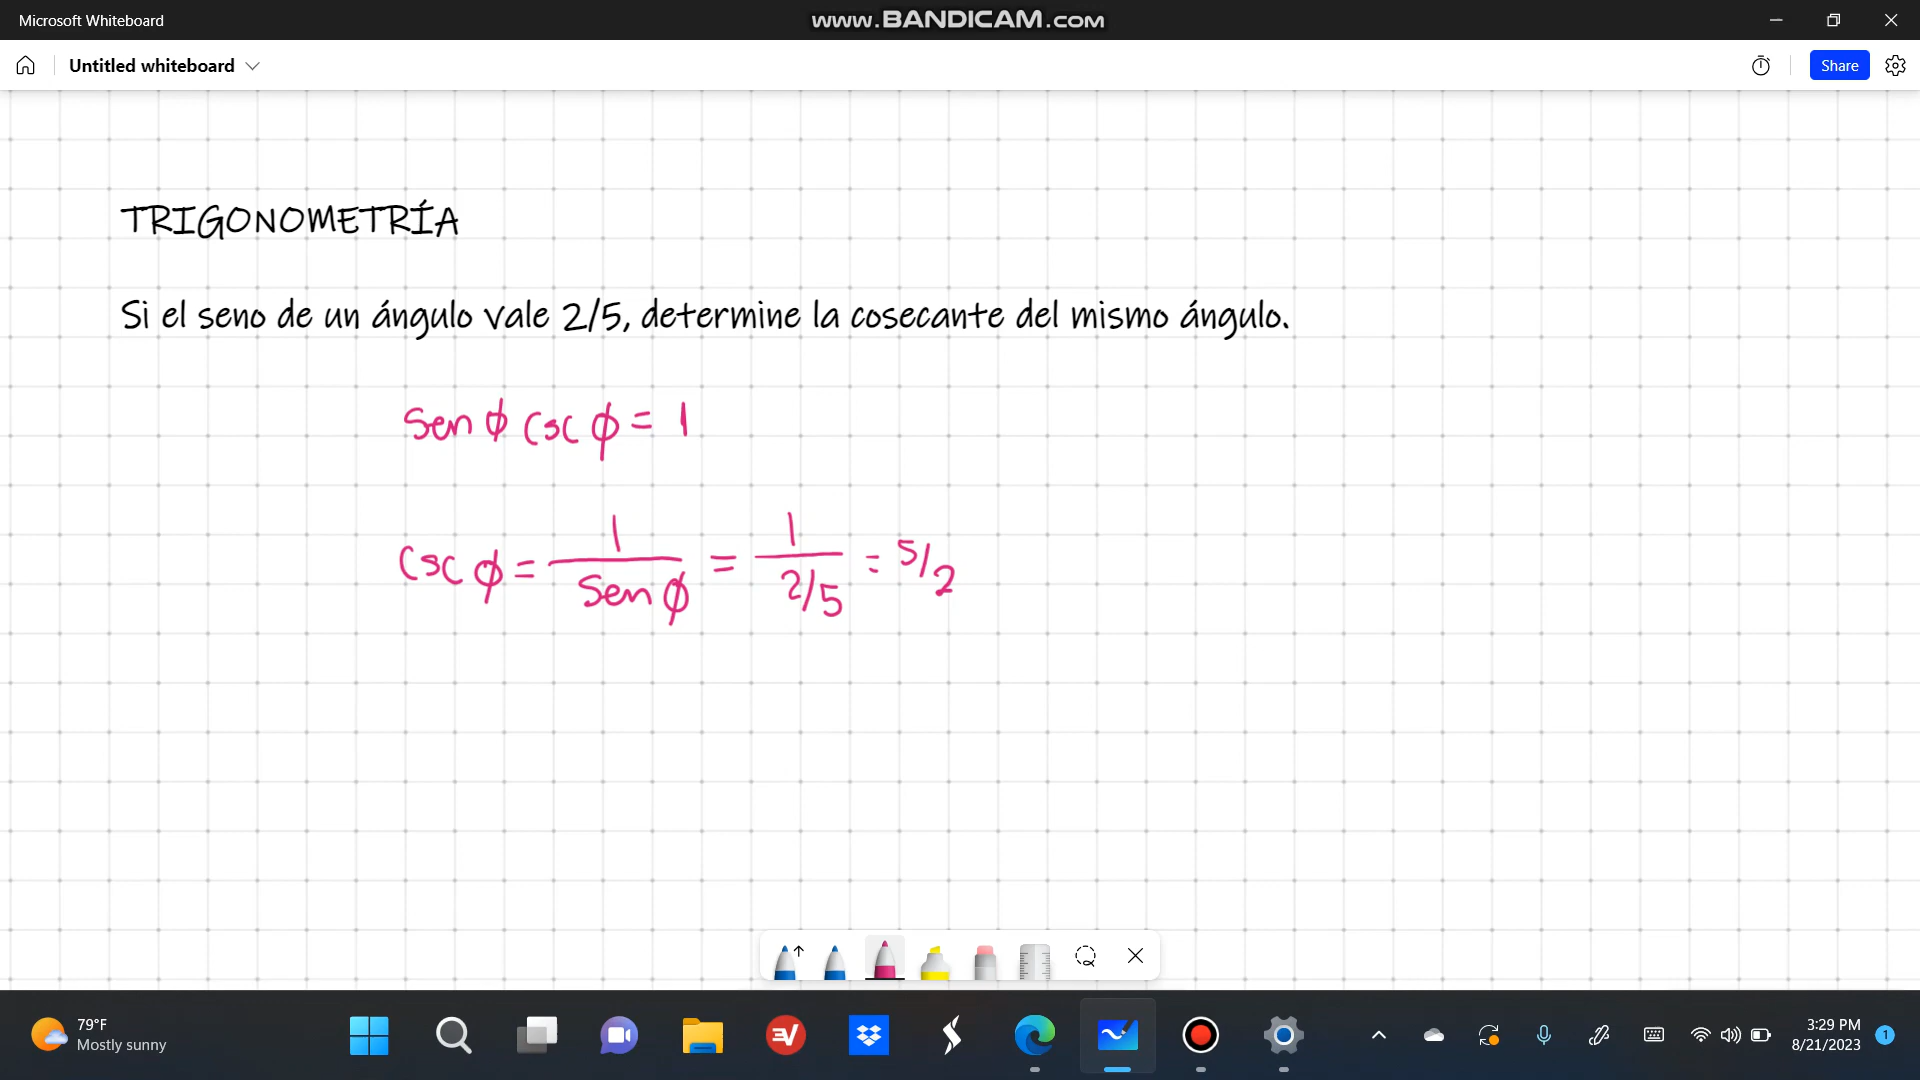 Microsoft Whiteboard
www.BANDICAM.com
Untitled whiteboard
Share
TRIGONOMETRÍA
Si el seno de un ángulo vale 2/5, determine la cosecante del mismo ángulo.
Sen φ Csc φ = 1
Csc φ = 1 / Sen φ = 1 / 2/5 = 5/2
79°F
Mostly sunny
3:29 PM
8/21/2023
1